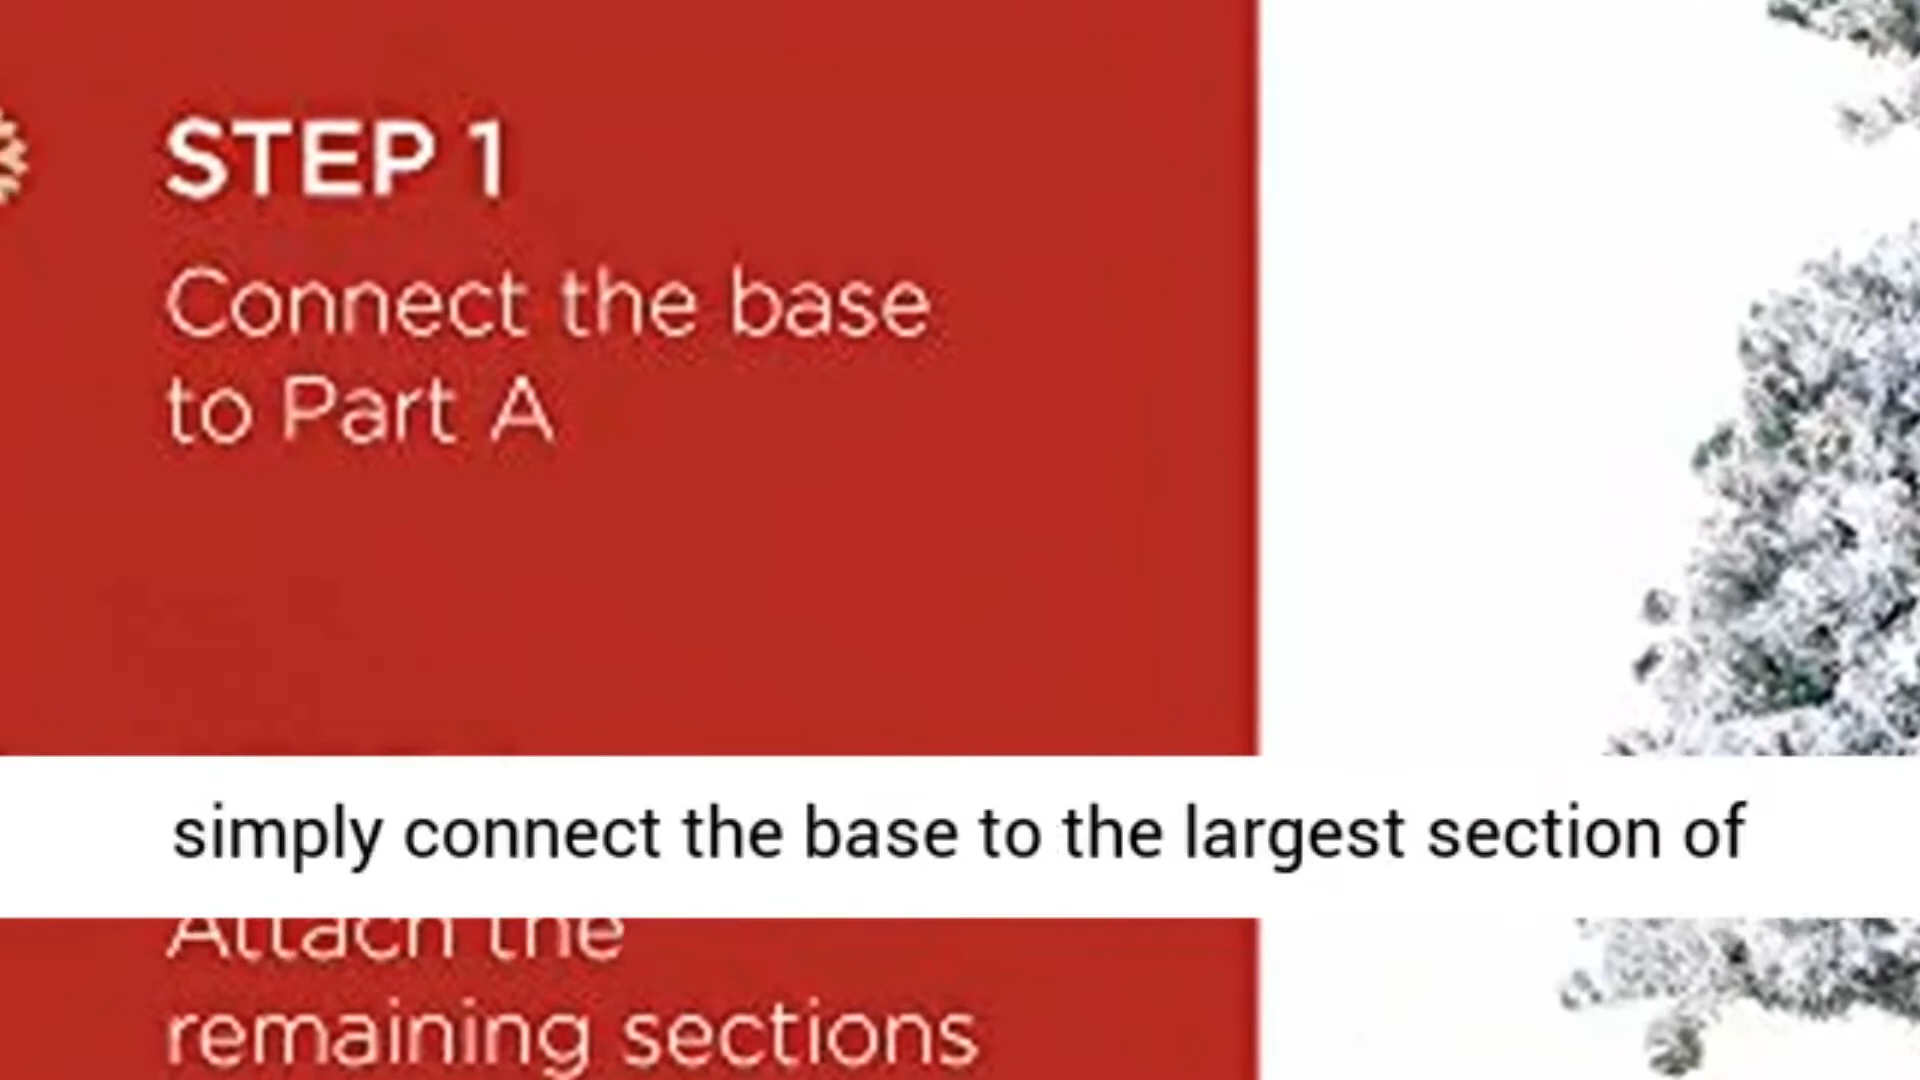 STEP 1
Connect the base
to Part A
simply connect the base to the largest section of
Attach the
remaining sections